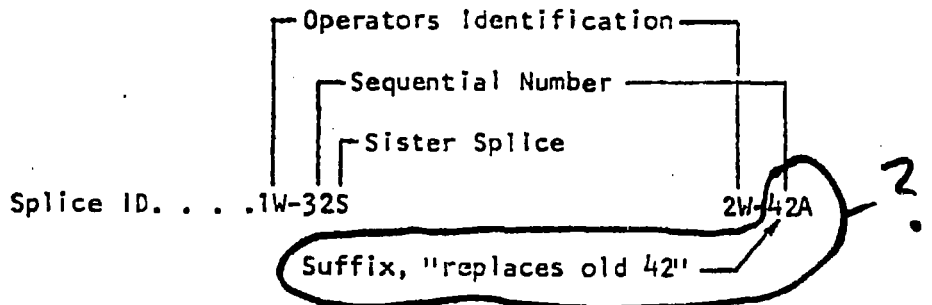 Operators Identification
Sequential Number
Sister Splice
Splice ID. . . . .1W-32S 2W-42A
?
Suffix, "replaces old 42"